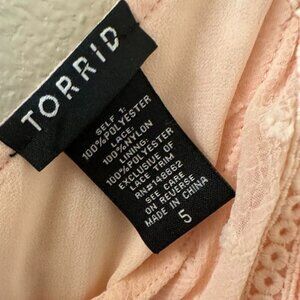 TORRID
SELF 1:
100%POLYESTER
LACE:
100%NYLON
LINING:
100%POLYESTER
EXCLUSIVE OF
LACE TRIM
RN#148662
SEE CARE
ON REVERSE
MADE IN CHINA
5